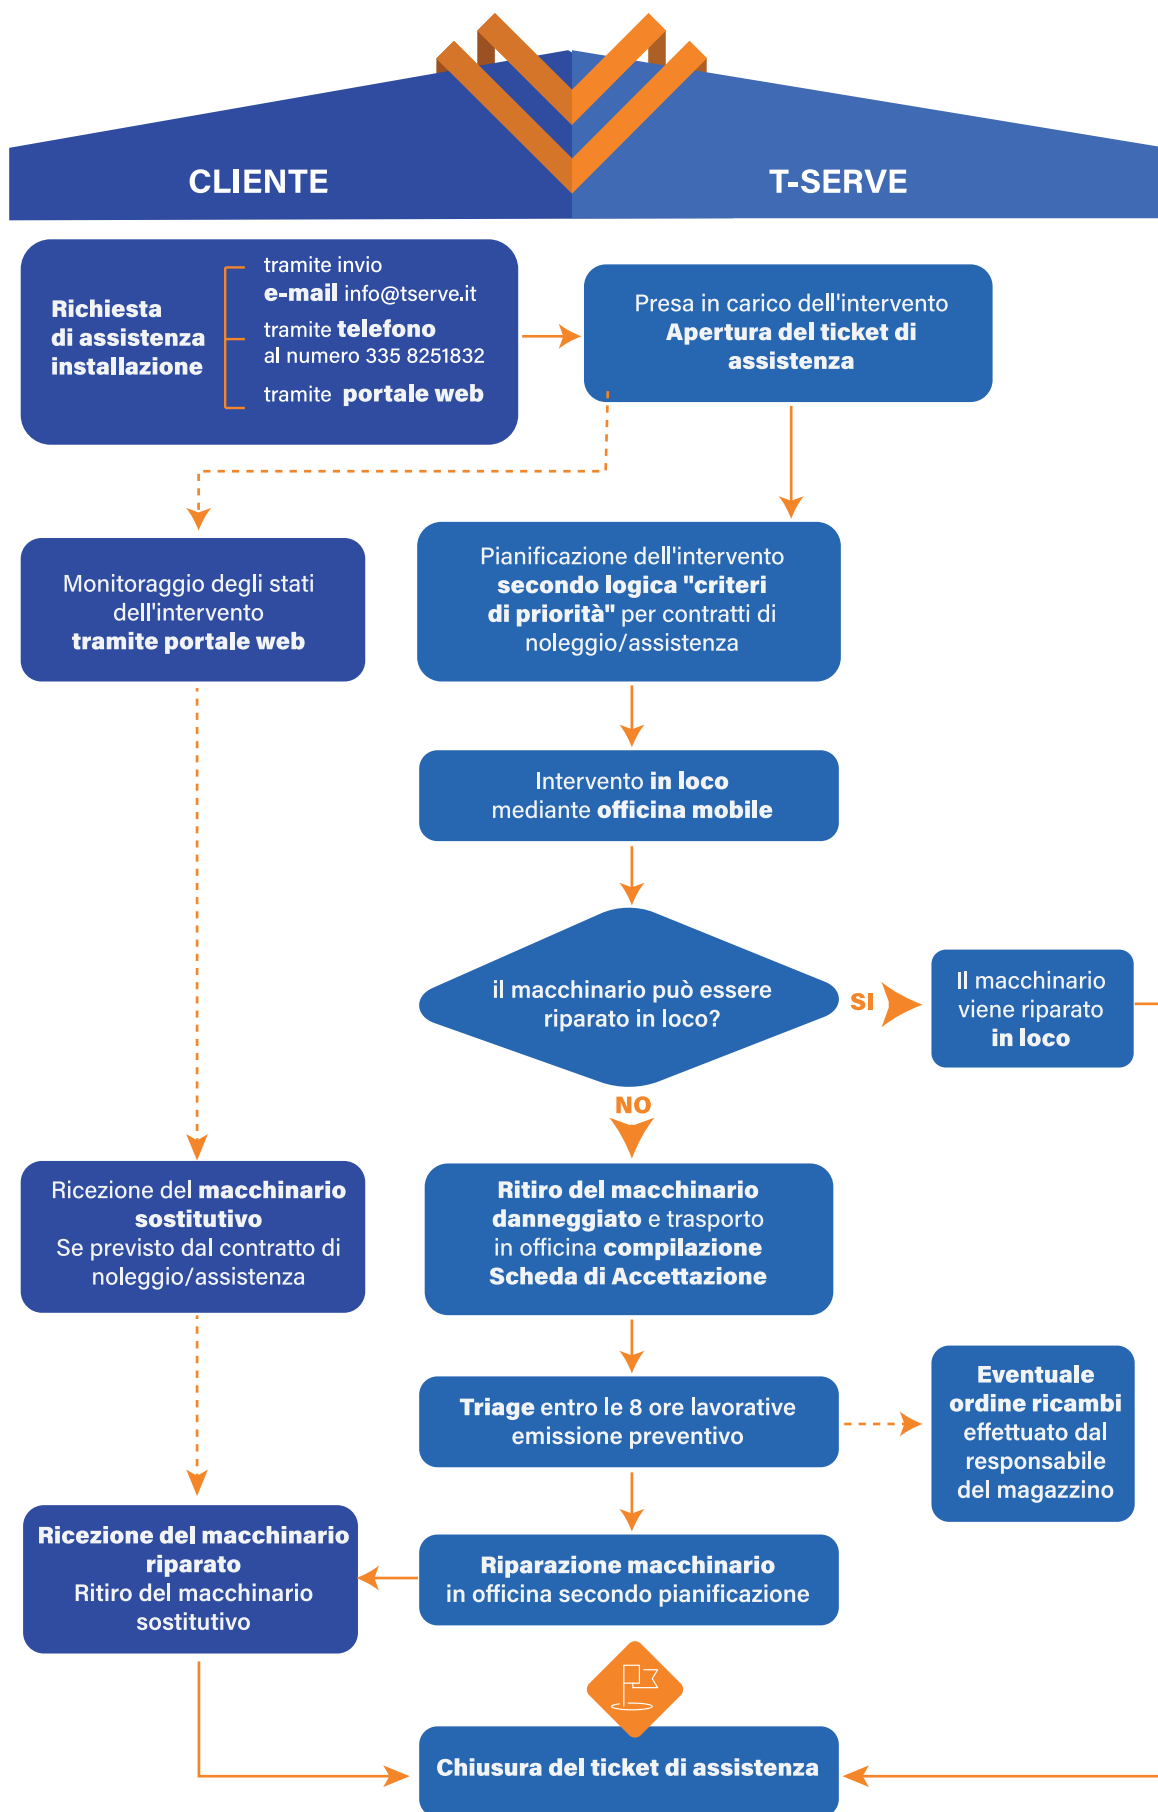 CLIENTE
T-SERVE
Richiesta
di assistenza
installazione
tramite invio
e-mail info@tserve.it
tramite telefono
al numero 335 8251832
tramite portale web
Presa in carico dell'intervento
Apertura del ticket di
assistenza
Monitoraggio degli stati
dell'intervento
tramite portale web
Pianificazione dell'intervento
secondo logica "criteri
di priorità" per contratti di
noleggio/assistenza
Intervento in loco
mediante officina mobile
il macchinario può essere
riparato in loco?
SI
Il macchinario
viene riparato
in loco
NO
Ricezione del macchinario
sostitutivo
Se previsto dal contratto di
noleggio/assistenza
Ritiro del macchinario
danneggiato e trasporto
in officina compilazione
Scheda di Accettazione
Triage entro le 8 ore lavorative
emissione preventivo
Eventuale
ordine ricambi
effettuato dal
responsabile
del magazzino
Ricezione del macchinario
riparato
Ritiro del macchinario
sostitutivo
Riparazione macchinario
in officina secondo pianificazione
Chiusura del ticket di assistenza